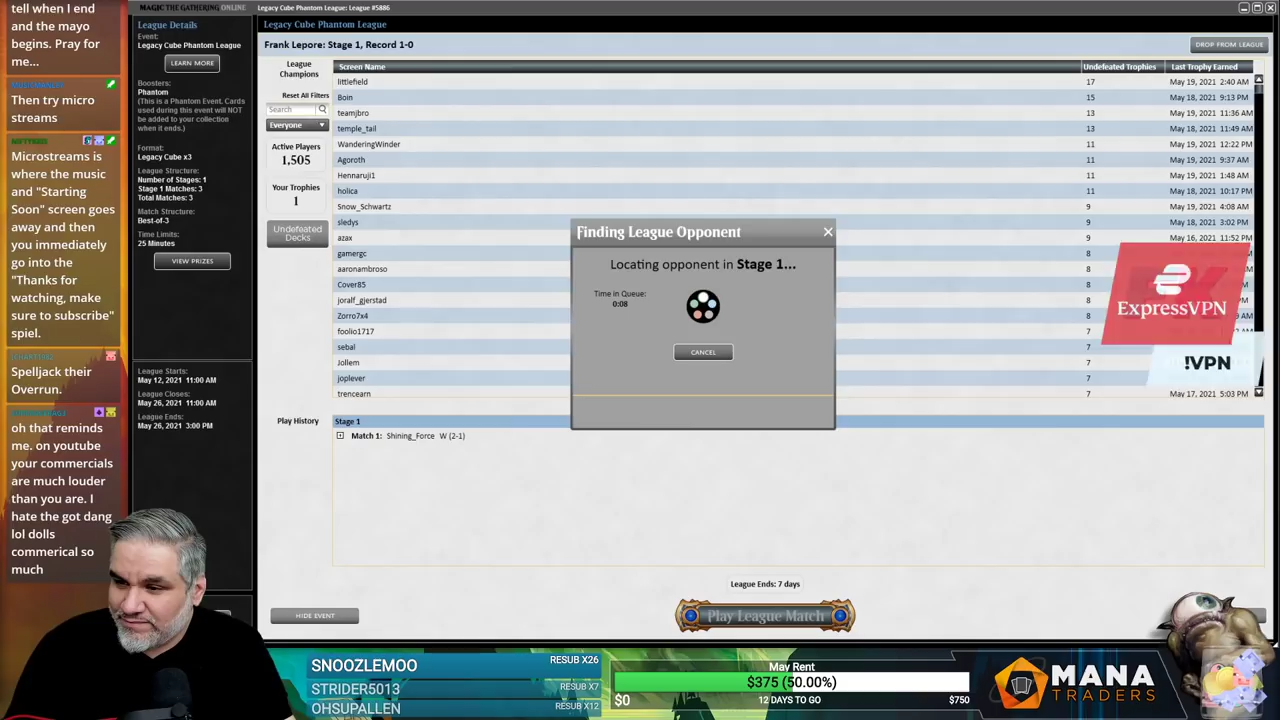 tell when I end
and the mayo
begins. Pray for
me...
Then try micro
streams
Microstreams is
where the music
and "Starting
Soon" screen goes
away and then
you immediately
go into the
"Thanks for
watching, make
sure to subscribe"
spiel.
Spelljack their
Overrun.
oh that reminds
me. on youtube
your commercials
are much louder
than you are. I
hate the got dang
lol dolls
commerical so
much
MAGIC THE GATHERING ONLINE
Legacy Cube Phantom League: League #5886
League Details
Event:
Legacy Cube Phantom League
LEARN MORE
Boosters:
Phantom
(This is a Phantom Event. Cards
used during this event will NOT
be added to your collection
when it ends.)
Format:
Legacy Cube x3
League Structure:
Number of Stages: 1
Stage 1 Matches: 3
Total Matches: 3
Match Structure:
Best-of-3
Time Limits:
25 Minutes
VIEW PRIZES
League Starts:
May 12, 2021 11:00 AM
League Closes:
May 26, 2021 11:00 AM
League Ends:
May 26, 2021 3:00 PM
Legacy Cube Phantom League
Frank Lepore: Stage 1, Record 1-0
DROP FROM LEAGUE
League
Champions
Reset All Filters
Search
Everyone
Active Players
1,505
Your Trophies
1
Undefeated
Decks
Screen Name Undefeated Trophies Last Trophy Earned
littlefield 17 May 19, 2021 2:40 AM
Boin 15 May 18, 2021 9:13 PM
teamjbro 13 May 19, 2021 11:36 AM
temple_tail 13 May 18, 2021 11:49 AM
WanderingWinder 11 May 19, 2021 12:22 PM
Agoroth 11 May 19, 2021 9:37 AM
Hennaruji1 11 May 19, 2021 1:48 AM
holica 11 May 18, 2021 10:17 PM
Snow_Schwartz 9 May 19, 2021 4:08 AM
sledys 9 May 18, 2021 3:02 PM
azax 9 May 16, 2021 11:52 PM
gamergc 8
aaronambroso 8
Cover85 8
joralf_gjerstad 8
Zorro7x4 8
foolio1717 7
sebal 7
Jollem 7
joplever 7
trencearn 7 May 17, 2021 5:03 PM
Finding League Opponent
Locating opponent in Stage 1...
Time in Queue:
0:08
CANCEL
ExpressVPN
!VPN
Play History
Stage 1
Match 1: Shining_Force W (2-1)
League Ends: 7 days
HIDE EVENT
Play League Match
SNOOZLEMOO RESUB X26
STRIDER5013 RESUB X7
OHSUPALLEN RESUB X12
May Rent
$375 (50.00%)
$0 12 DAYS TO GO $750
MANA
TRADERS